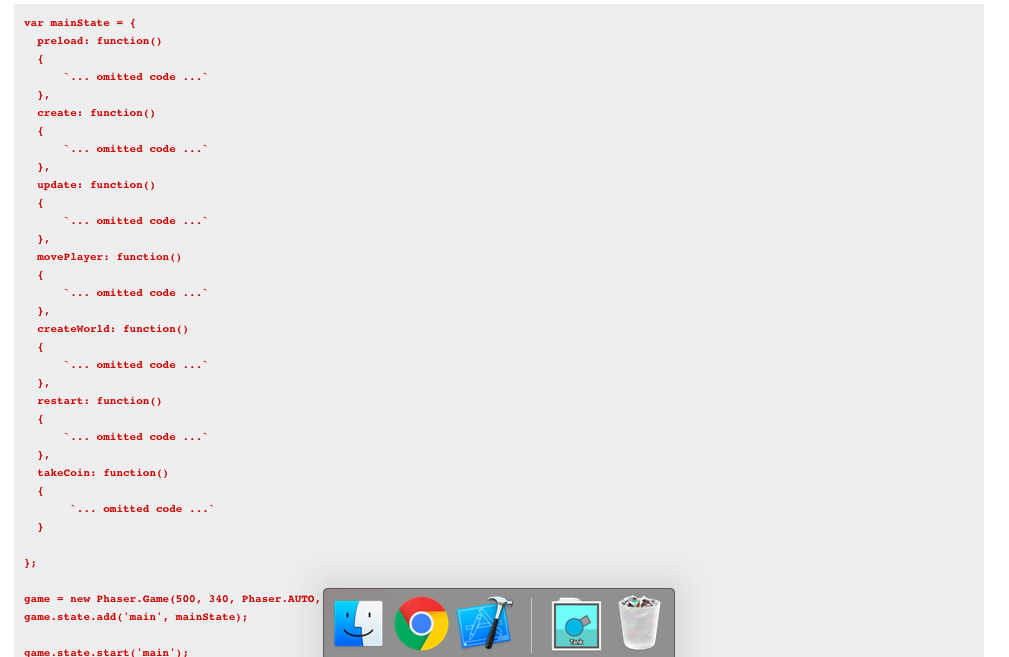 var mainState = {
preload: function()
{
`... omitted code ...`
},
create: function()
{
`... omitted code ...`
},
update: function()
{
`... omitted code ...`
},
movePlayer: function()
{
`... omitted code ...`
},
createWorld: function()
{
`... omitted code ...`
},
restart: function()
{
`... omitted code ...`
},
takeCoin: function()
{
`... omitted code ...`
}
};
game = new Phaser.Game(500, 340, Phaser.AUTO,
game.state.add('main', mainState);
game.state.start('main');
Tank